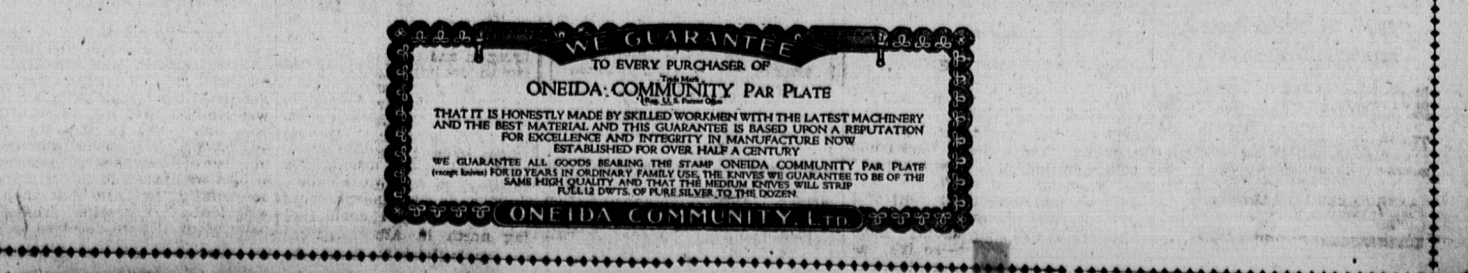 WE GUARANTEE
TO EVERY PURCHASER OF
Trade Mark
ONEIDA COMMUNITY PAR PLATE
Reg. U. S. Patent Office
THAT IT IS HONESTLY MADE BY SKILLED WORKMEN WITH THE LATEST MACHINERY
AND THE BEST MATERIAL AND THIS GUARANTEE IS BASED UPON A REPUTATION
FOR EXCELLENCE AND INTEGRITY IN MANUFACTURE NOW
ESTABLISHED FOR OVER HALF A CENTURY
WE GUARANTEE ALL GOODS BEARING THE STAMP ONEIDA COMMUNITY PAR PLATE
(except knives) FOR 10 YEARS IN ORDINARY FAMILY USE, THE KNIVES WE GUARANTEE TO BE OF THE
SAME HIGH QUALITY AND THAT THE MEDIUM KNIVES WILL STRIP
FULL 12 DWTS. OF PURE SILVER TO THE DOZEN
ONEIDA COMMUNITY, LTD